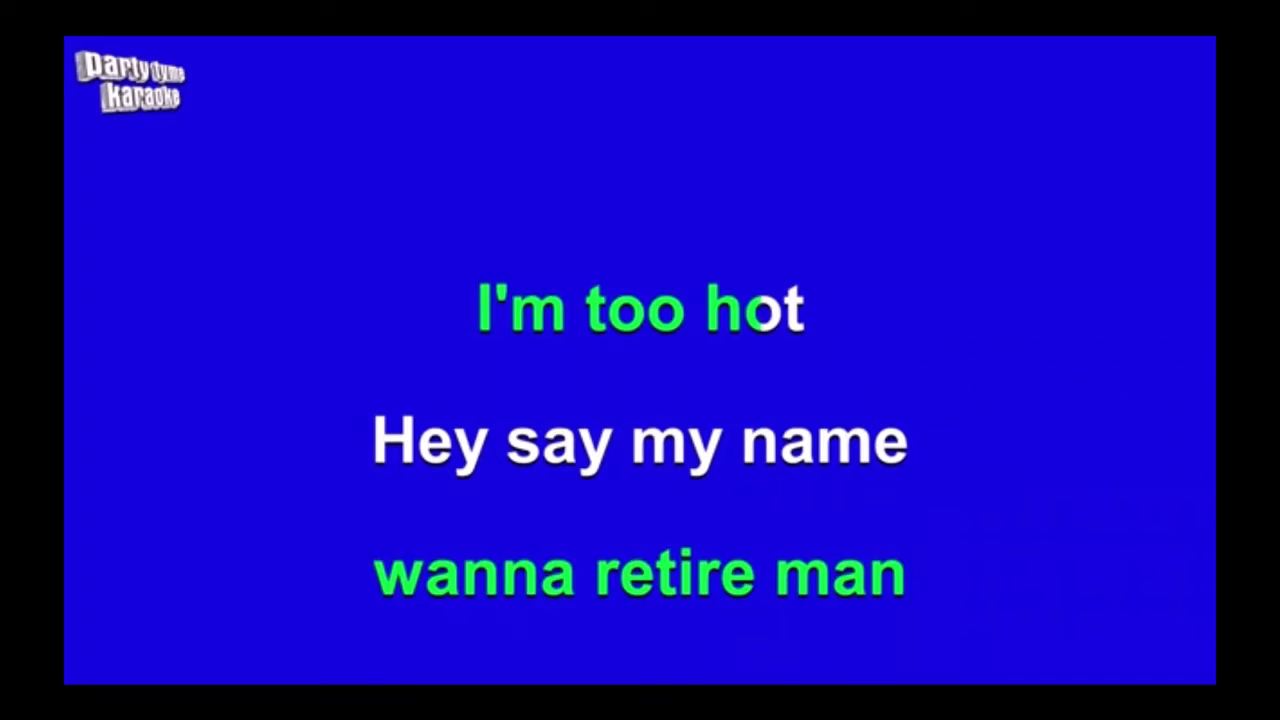 party tyme
karaoke
I'm too hot
Hey say my name
wanna retire man